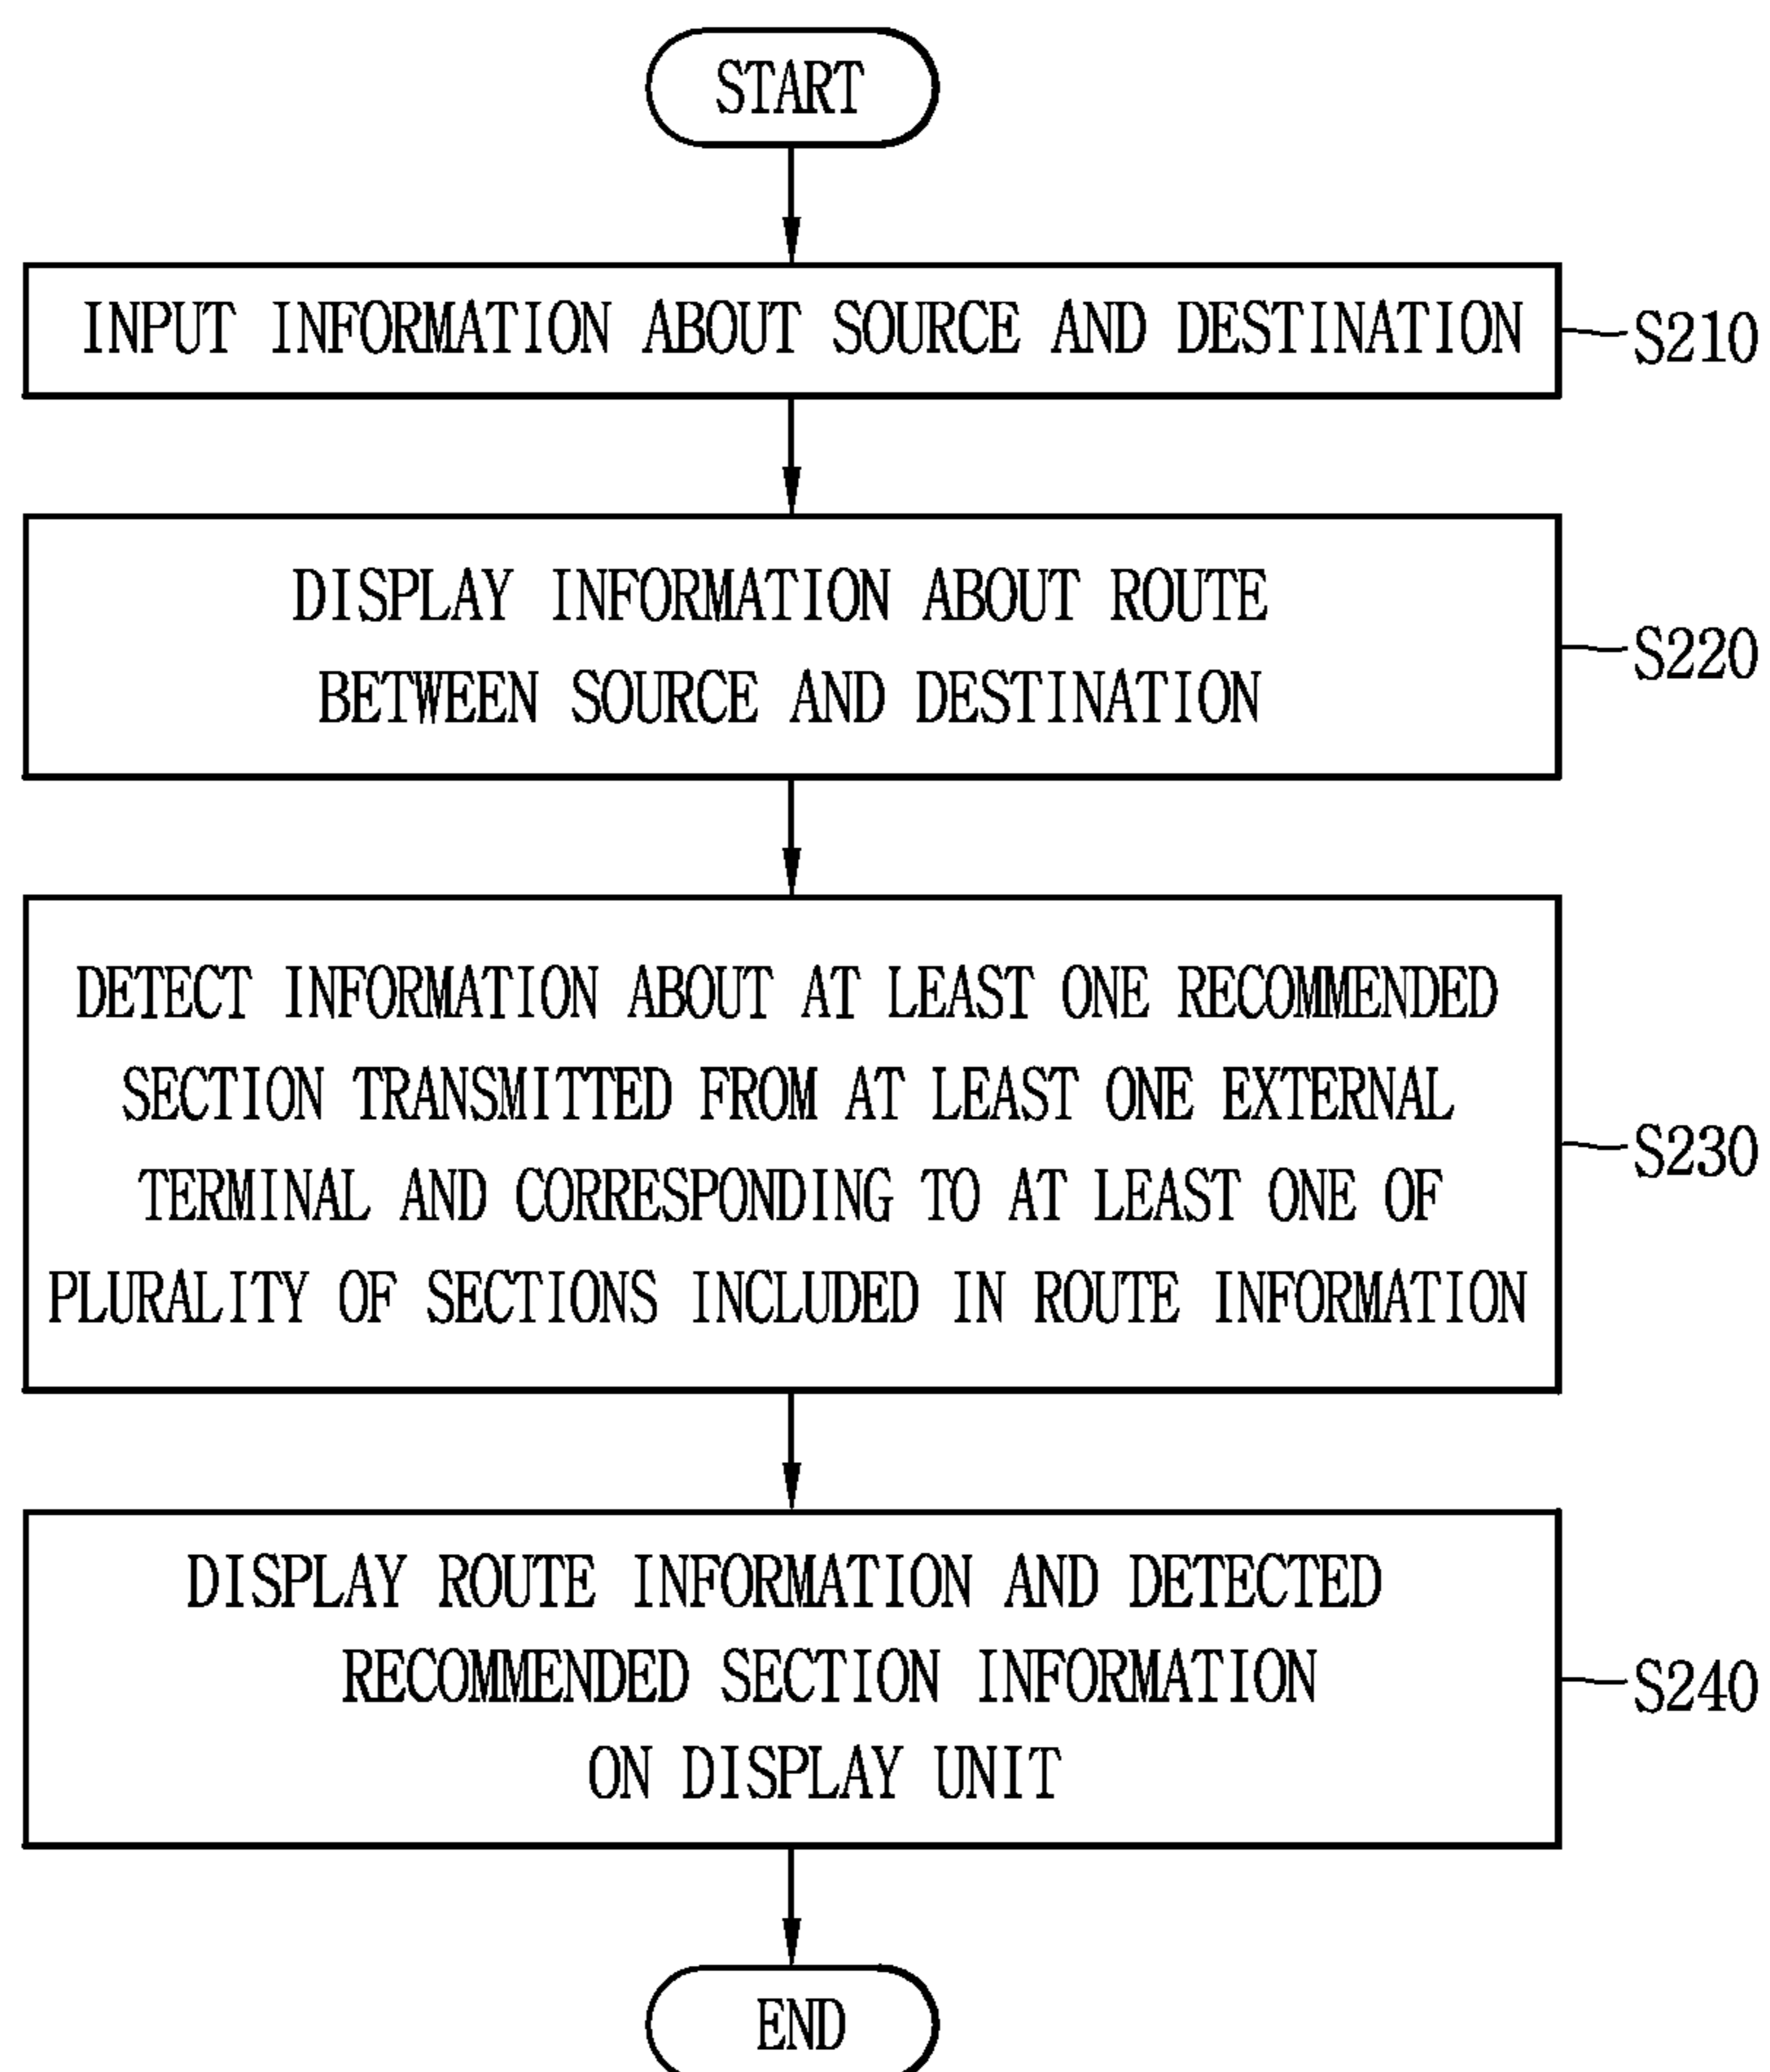 START
INPUT INFORMATION ABOUT SOURCE AND DESTINATION
S210
DISPLAY INFORMATION ABOUT ROUTE
BETWEEN SOURCE AND DESTINATION
S220
DETECT INFORMATION ABOUT AT LEAST ONE RECOMMENDED
SECTION TRANSMITTED FROM AT LEAST ONE EXTERNAL
TERMINAL AND CORRESPONDING TO AT LEAST ONE OF
PLURALITY OF SECTIONS INCLUDED IN ROUTE INFORMATION
S230
DISPLAY ROUTE INFORMATION AND DETECTED
RECOMMENDED SECTION INFORMATION
ON DISPLAY UNIT
S240
END